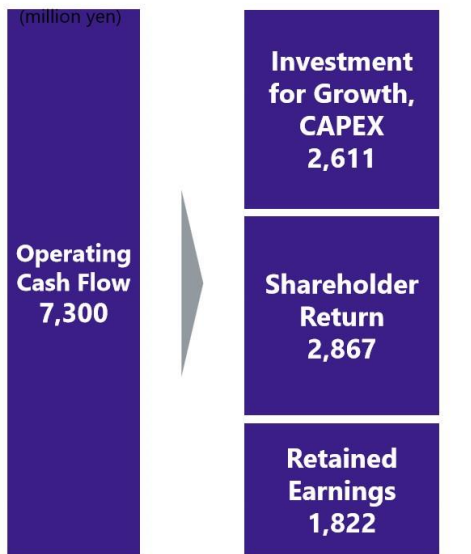 (million yen)
Operating
Cash Flow
7,300
Investment
for Growth,
CAPEX
2,611
Shareholder
Return
2,867
Retained
Earnings
1,822